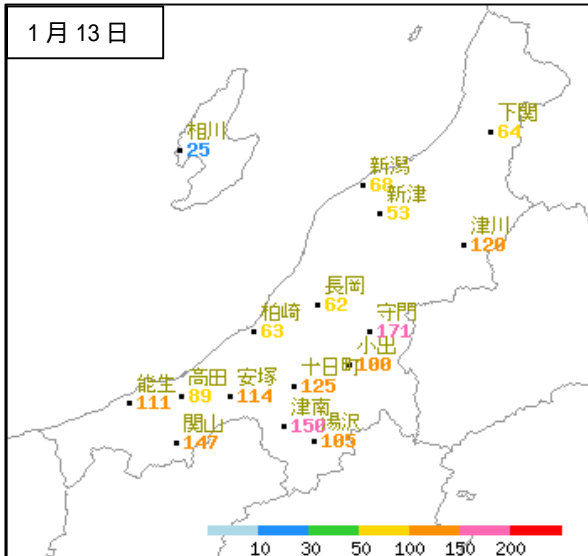 1月13日
下関
64
相川
25
新潟
68
新津
53
津川
120
長岡
62
柏崎
63
守門
171
小出
100
十日町
125
能生
111
高田
89
安塚
114
津南
150
湯沢
105
関山
147
10 30 50 100 150 200